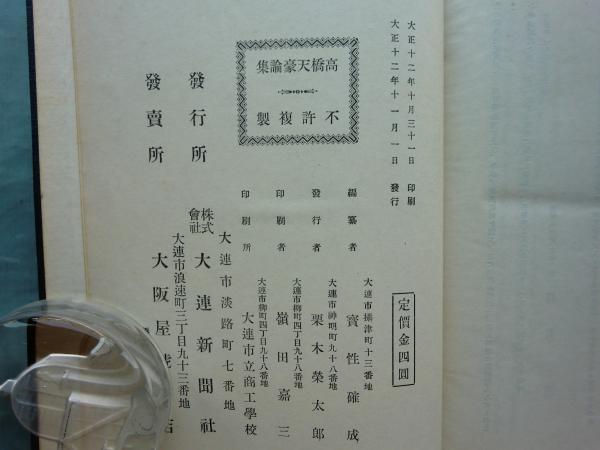 大正十二年十月三十一日 印刷
大正十二年十一月一日 發行
高橋天豪論集
不許複製
定價金四圓
大連市攝津町十三番地
編纂者 寳性確成
大連市神明町九十八番地
發行者 栗木榮太郎
大連市柳町四丁目九十八番地
印刷者 嶺田嘉三
大連市柳町四丁目九十八番地
印刷所 大連市立商工學校
大連市淡路町七番地
發行所 株式會社 大連新聞社
大連市浪速町三丁目九十三番地
發賣所 大阪屋號書店